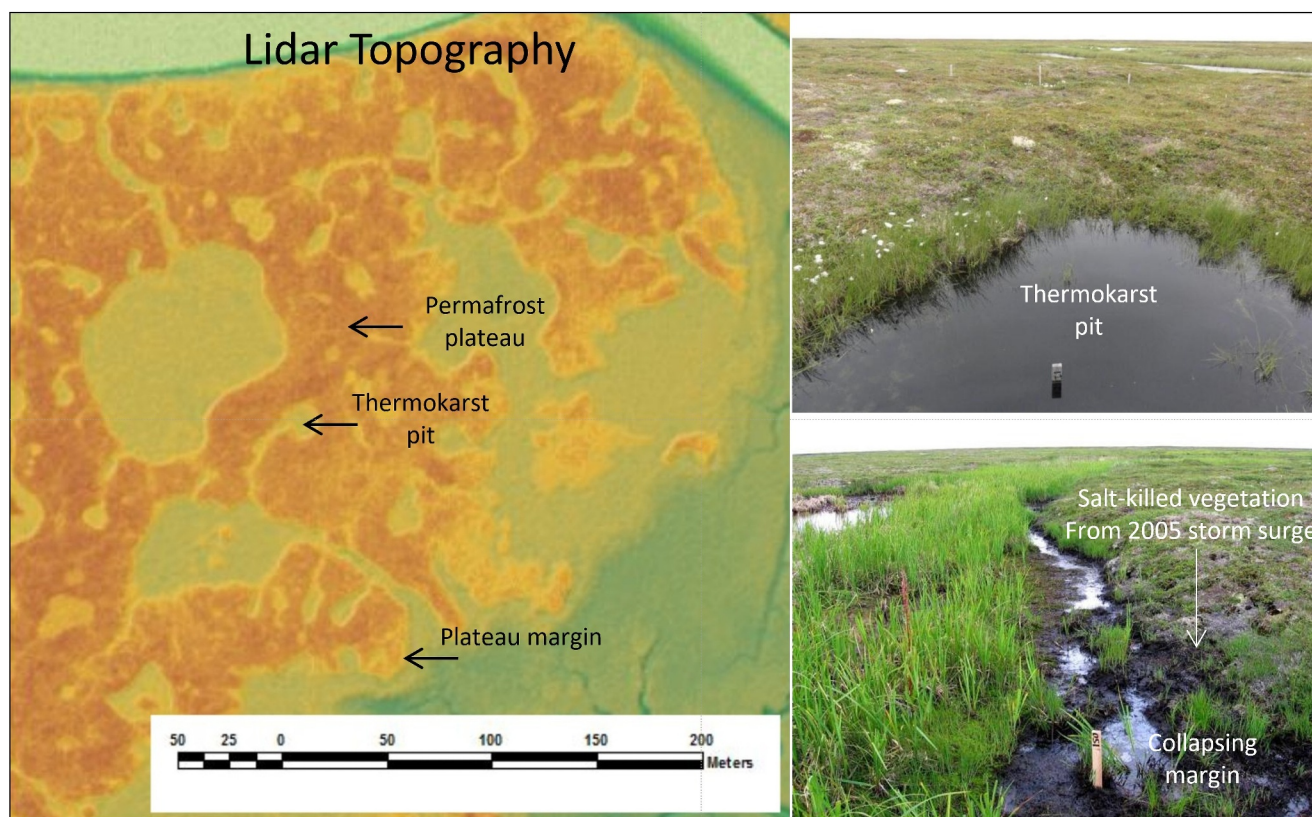 Lidar Topography
Permafrost
plateau
Thermokarst
pit
Plateau margin
50 25 0 50 100 150 200
Meters
Thermokarst
pit
Salt-killed vegetation
From 2005 storm surge
Collapsing
margin